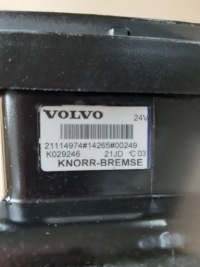 VOLVO 24V
21114974#14265#00249
K029246 21JD °C 03
KNORR-BREMSE